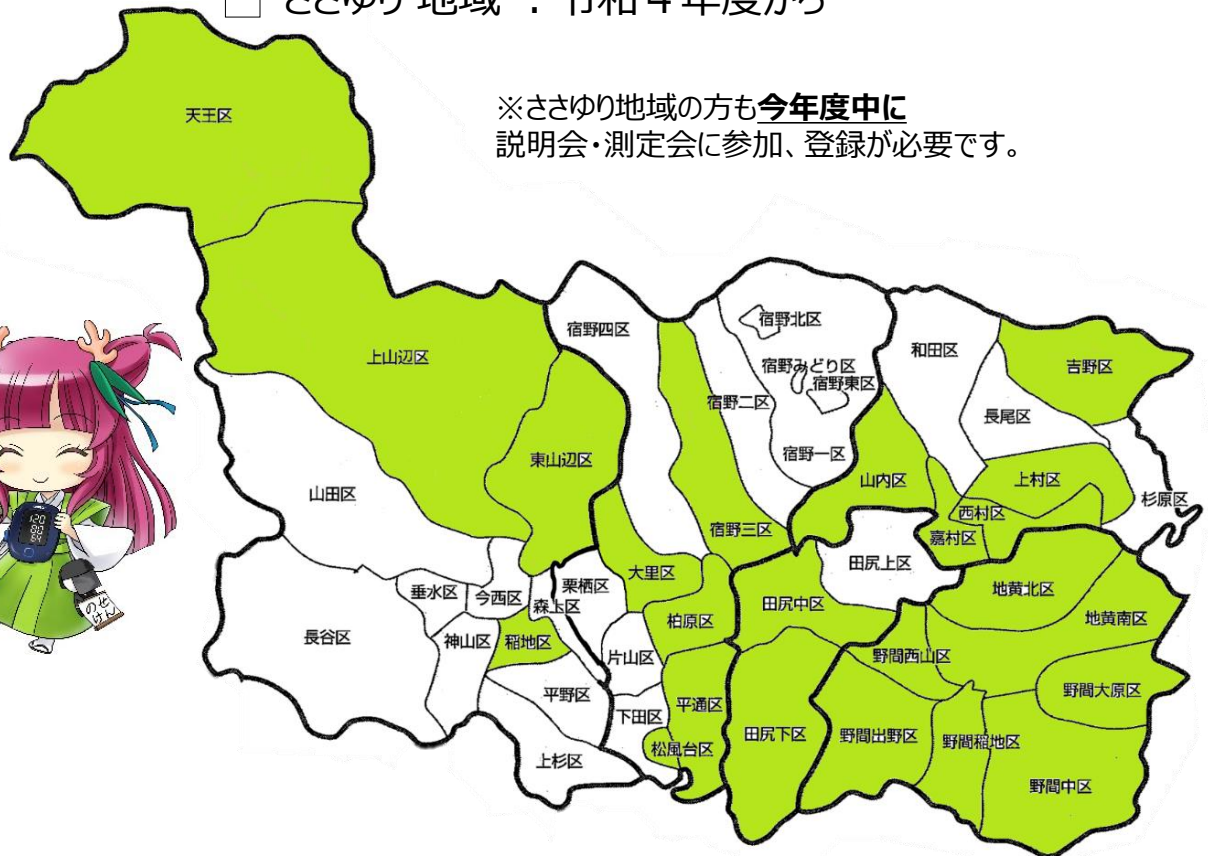 □ ささゆり 地域 : 令和4年度から
※ささゆり地域の方も今年度中に
説明会・測定会に参加、登録が必要です。
天王区
上山辺区
東山辺区
山田区
長谷区
垂水区
今西区
森上区
神山区
稲地区
平野区
上杉区
宿野四区
宿野北区
宿野みどり区
宿野東区
宿野二区
宿野一区
宿野三区
大里区
栗栖区
柏原区
片山区
下田区
平通区
松風台区
和田区
吉野区
長尾区
上村区
山内区
西村区
嘉村区
杉原区
田尻上区
田尻中区
田尻下区
地黄北区
地黄南区
野間西山区
野間大原区
野間出野区
野間稲地区
野間中区
120
80
64
のせ
けん